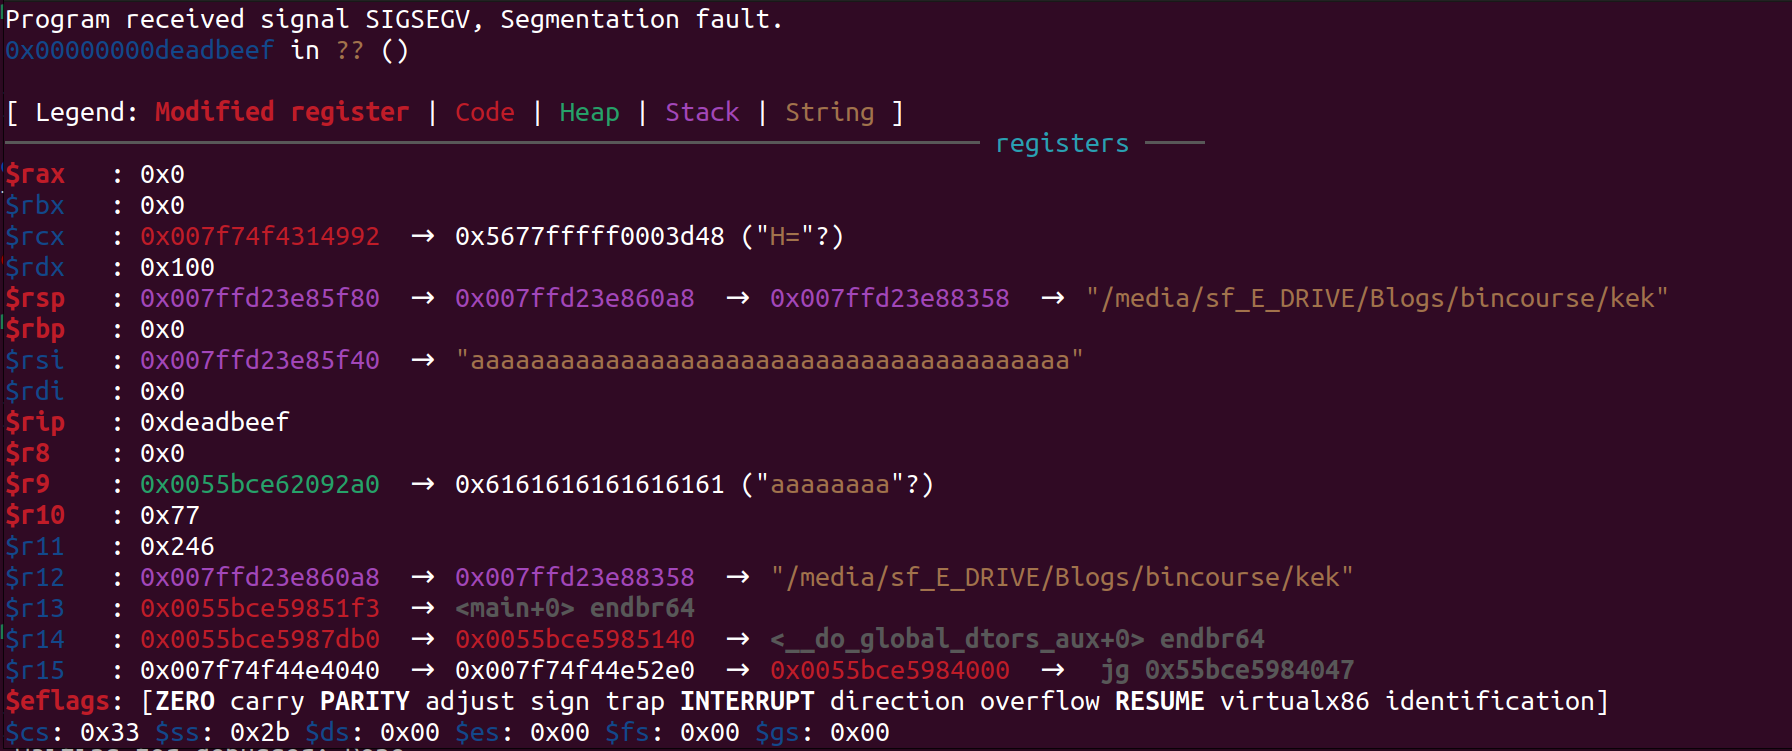 Program received signal SIGSEGV, Segmentation fault.
0x00000000deadbeef in ?? ()
[ Legend: Modified register | Code | Heap | Stack | String ]
registers
$rax : 0x0
$rbx : 0x0
$rcx : 0x007f74f4314992 → 0x5677fffff0003d48 ("H="?)
$rdx : 0x100
$rsp : 0x007ffd23e85f80 → 0x007ffd23e860a8 → 0x007ffd23e88358 → "/media/sf_E_DRIVE/Blogs/bincourse/kek"
$rbp : 0x0
$rsi : 0x007ffd23e85f40 → "aaaaaaaaaaaaaaaaaaaaaaaaaaaaaaaaaaaaaaaa"
$rdi : 0x0
$rip : 0xdeadbeef
$r8 : 0x0
$r9 : 0x0055bce62092a0 → 0x6161616161616161 ("aaaaaaaa"?)
$r10 : 0x77
$r11 : 0x246
$r12 : 0x007ffd23e860a8 → 0x007ffd23e88358 → "/media/sf_E_DRIVE/Blogs/bincourse/kek"
$r13 : 0x0055bce59851f3 → <main+0> endbr64
$r14 : 0x0055bce5987db0 → 0x0055bce5985140 → <__do_global_dtors_aux+0> endbr64
$r15 : 0x007f74f44e4040 → 0x007f74f44e52e0 → 0x0055bce5984000 → jg 0x55bce5984047
$eflags: [ZERO carry PARITY adjust sign trap INTERRUPT direction overflow RESUME virtualx86 identification]
$cs: 0x33 $ss: 0x2b $ds: 0x00 $es: 0x00 $fs: 0x00 $gs: 0x00